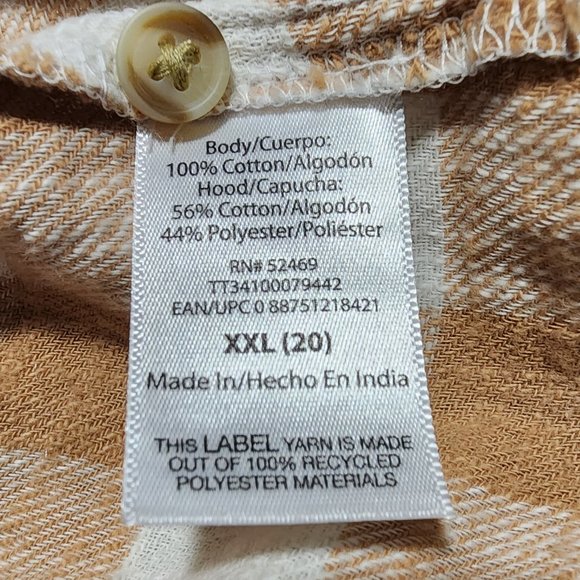 Body/Cuerpo:
100% Cotton/Algodón
Hood/Capucha:
56% Cotton/Algodón
44% Polyester/Poliéster
RN# 52469
TT34100079442
EAN/UPC 0 88751218421
XXL (20)
Made In/Hecho En India
THIS LABEL YARN IS MADE
OUT OF 100% RECYCLED
POLYESTER MATERIALS